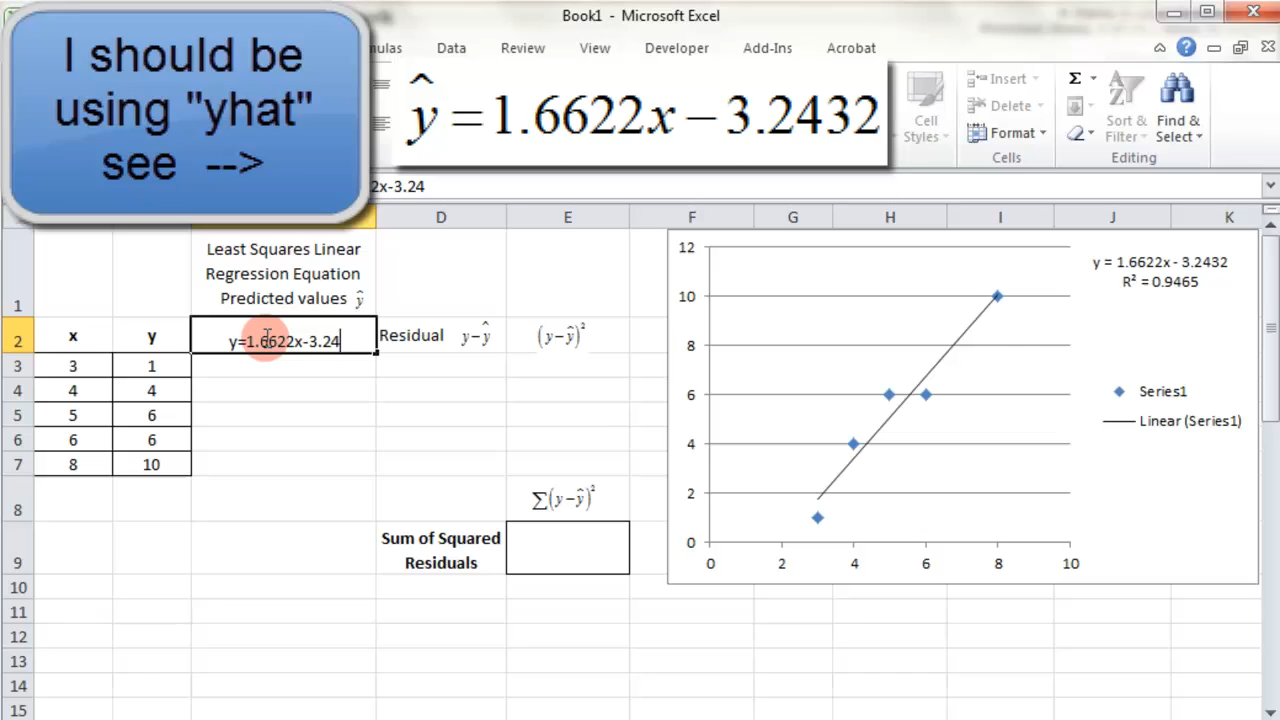 Book1 - Microsoft Excel
I should be
using "yhat"
see -->
mulas Data Review View Developer Add-Ins Acrobat
ŷ = 1.6622x − 3.2432
Cell
Styles
Insert
Delete
Format
Cells
Σ
Sort &
Filter
Find &
Select
Editing
2x-3.24
D E F G H I J K
1
Least Squares Linear
Regression Equation
Predicted values ŷ
2 x y y=1.6622x-3.24 Residual y−ŷ (y−ŷ)²
3 3 1
4 4 4
5 5 6
6 6 6
7 8 10
8 ∑(y−ŷ)²
9 Sum of Squared
Residuals
10
11
12
13
14
15
y = 1.6622x - 3.2432
R² = 0.9465
12
10
8
6
4
2
0
0 2 4 6 8 10
Series1
Linear (Series1)